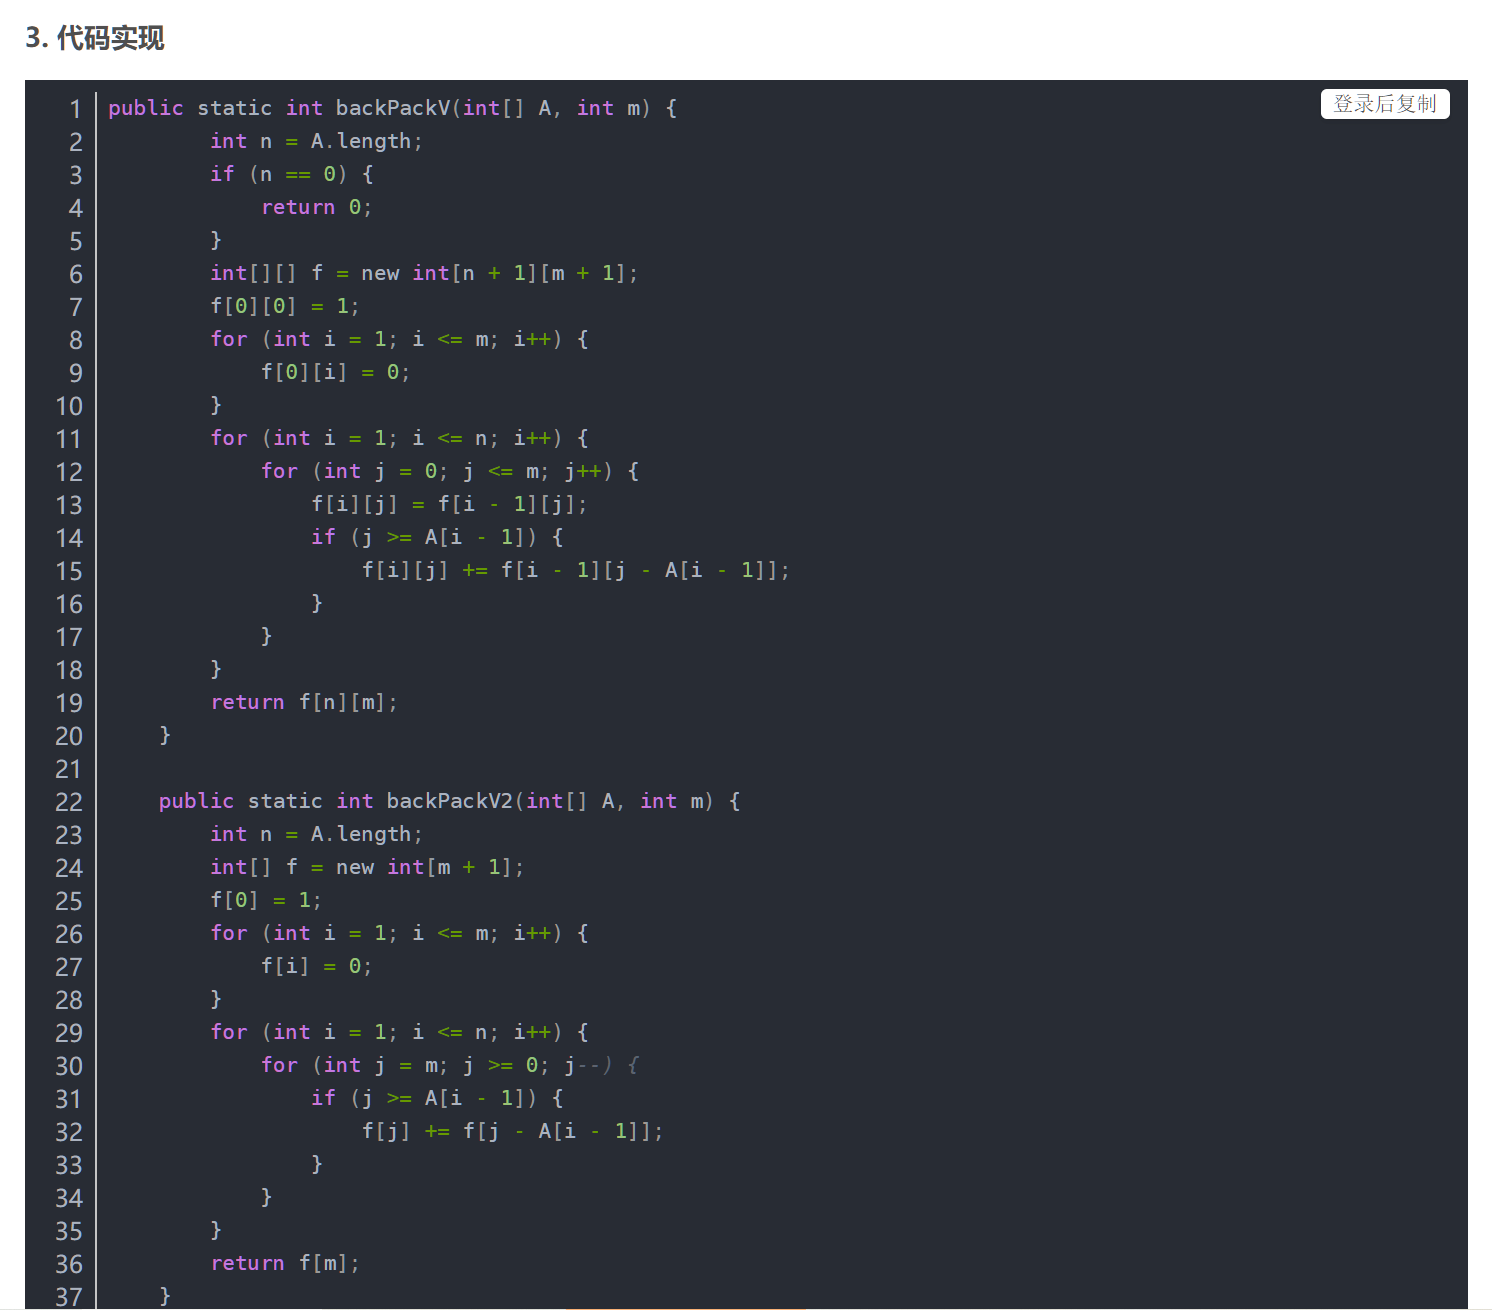 3. 代码实现
登录后复制
1 public static int backPackV(int[] A, int m) {
2         int n = A.length;
3         if (n == 0) {
4             return 0;
5         }
6         int[][] f = new int[n + 1][m + 1];
7         f[0][0] = 1;
8         for (int i = 1; i <= m; i++) {
9             f[0][i] = 0;
10         }
11         for (int i = 1; i <= n; i++) {
12             for (int j = 0; j <= m; j++) {
13                 f[i][j] = f[i - 1][j];
14                 if (j >= A[i - 1]) {
15                     f[i][j] += f[i - 1][j - A[i - 1]];
16                 }
17             }
18         }
19         return f[n][m];
20     }
21
22     public static int backPackV2(int[] A, int m) {
23         int n = A.length;
24         int[] f = new int[m + 1];
25         f[0] = 1;
26         for (int i = 1; i <= m; i++) {
27             f[i] = 0;
28         }
29         for (int i = 1; i <= n; i++) {
30             for (int j = m; j >= 0; j--) {
31                 if (j >= A[i - 1]) {
32                     f[j] += f[j - A[i - 1]];
33                 }
34             }
35         }
36         return f[m];
37     }